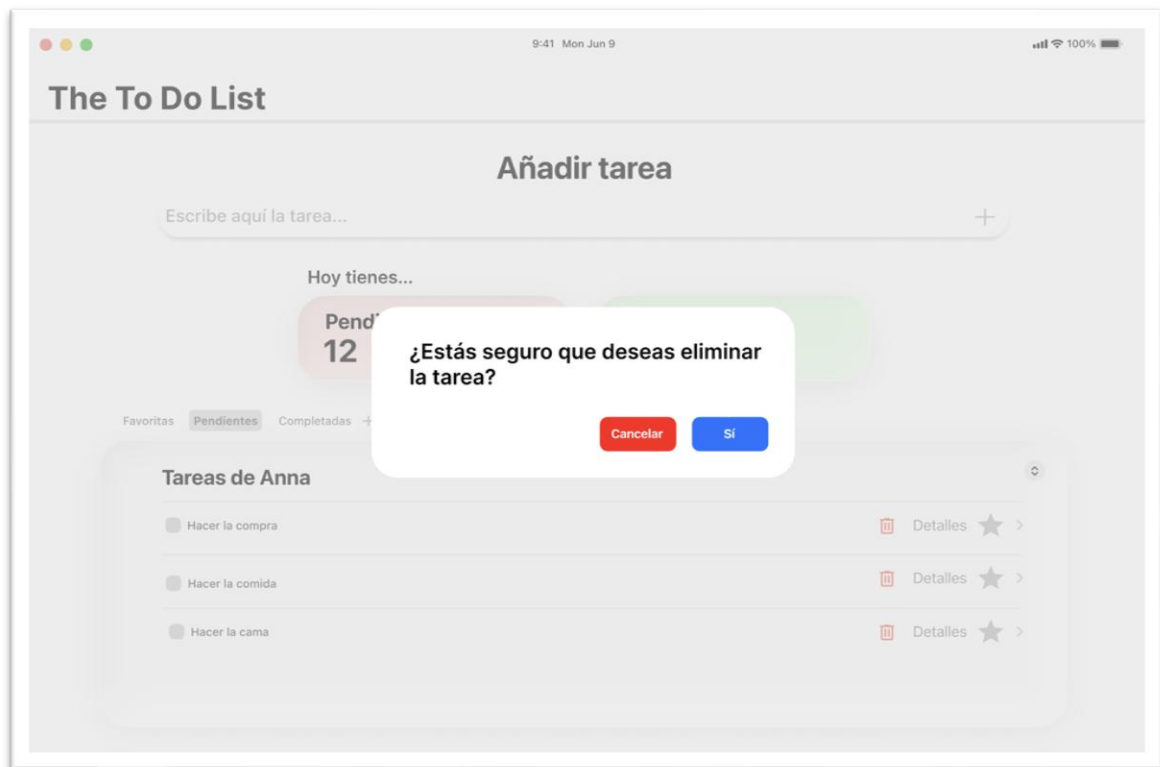 9:41 Mon Jun 9
100%
The To Do List
Añadir tarea
Escribe aquí la tarea...
Hoy tienes...
Pendi
12
¿Estás seguro que deseas eliminar
la tarea?
Cancelar Sí
Favoritas Pendientes Completadas +
Tareas de Anna
Hacer la compra Detalles
Hacer la comida Detalles
Hacer la cama Detalles